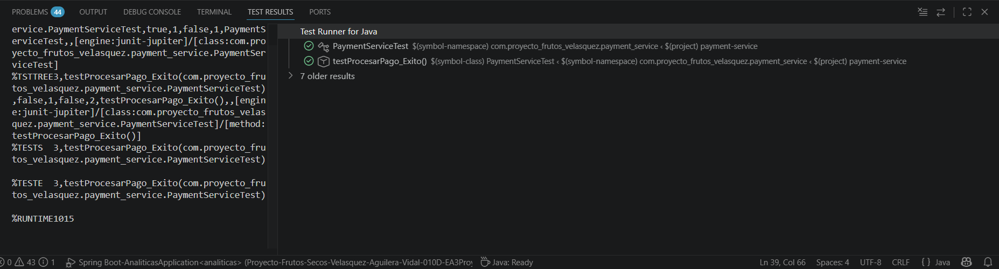 PROBLEMS 44 OUTPUT DEBUG CONSOLE TERMINAL TEST RESULTS PORTS
ervice.PaymentServiceTest,true,1,false,1,PaymentS
erviceTest,,[engine:junit-jupiter]/[class:com.pro
yecto_frutos_velasquez.payment_service.PaymentSer
viceTest]
%TSTTREE3,testProcesarPago_Exito(com.proyecto_fru
tos_velasquez.payment_service.PaymentServiceTest)
,false,1,false,2,testProcesarPago_Exito(),,[engin
e:junit-jupiter]/[class:com.proyecto_frutos_velas
quez.payment_service.PaymentServiceTest]/[method:
testProcesarPago_Exito()]
%TESTS  3,testProcesarPago_Exito(com.proyecto_fru
tos_velasquez.payment_service.PaymentServiceTest)
%TESTE  3,testProcesarPago_Exito(com.proyecto_fru
tos_velasquez.payment_service.PaymentServiceTest)
%RUNTIME1015
Test Runner for Java
PaymentServiceTest $(symbol-namespace) com.proyecto_frutos_velasquez.payment_service ‹ $(project) payment-service
testProcesarPago_Exito() $(symbol-class) PaymentServiceTest ‹ $(symbol-namespace) com.proyecto_frutos_velasquez.payment_service ‹ $(project) payment-service
7 older results
0 43 1 Spring Boot-AnaliticasApplication<analiticas> (Proyecto-Frutos-Secos-Velasquez-Aguilera-Vidal-010D-EA3Proy Java: Ready Ln 39, Col 66 Spaces: 4 UTF-8 CRLF { } Java